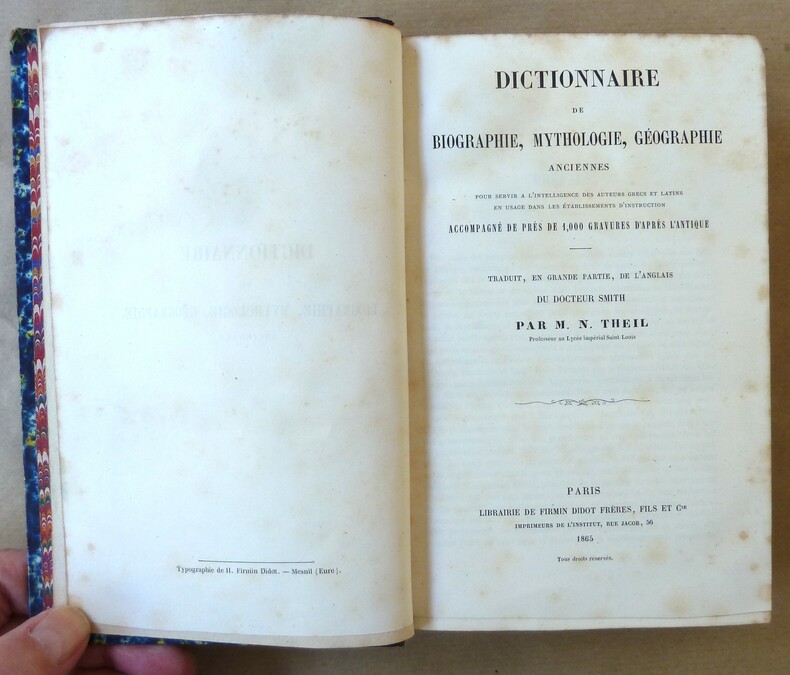 Typographie de H. Firmin Didot. — Mesnil (Eure).
DICTIONNAIRE
DE
BIOGRAPHIE, MYTHOLOGIE, GÉOGRAPHIE
ANCIENNES
POUR SERVIR A L'INTELLIGENCE DES AUTEURS GRECS ET LATINS
EN USAGE DANS LES ÉTABLISSEMENTS D'INSTRUCTION
ACCOMPAGNÉ DE PRÈS DE 1,000 GRAVURES D'APRÈS L'ANTIQUE
TRADUIT, EN GRANDE PARTIE, DE L'ANGLAIS
DU DOCTEUR SMITH
PAR M. N. THEIL
Professeur au Lycée impérial Saint-Louis
PARIS
LIBRAIRIE DE FIRMIN DIDOT FRÈRES, FILS ET Cie
IMPRIMEURS DE L'INSTITUT, RUE JACOB, 56
1865
Tous droits réservés.